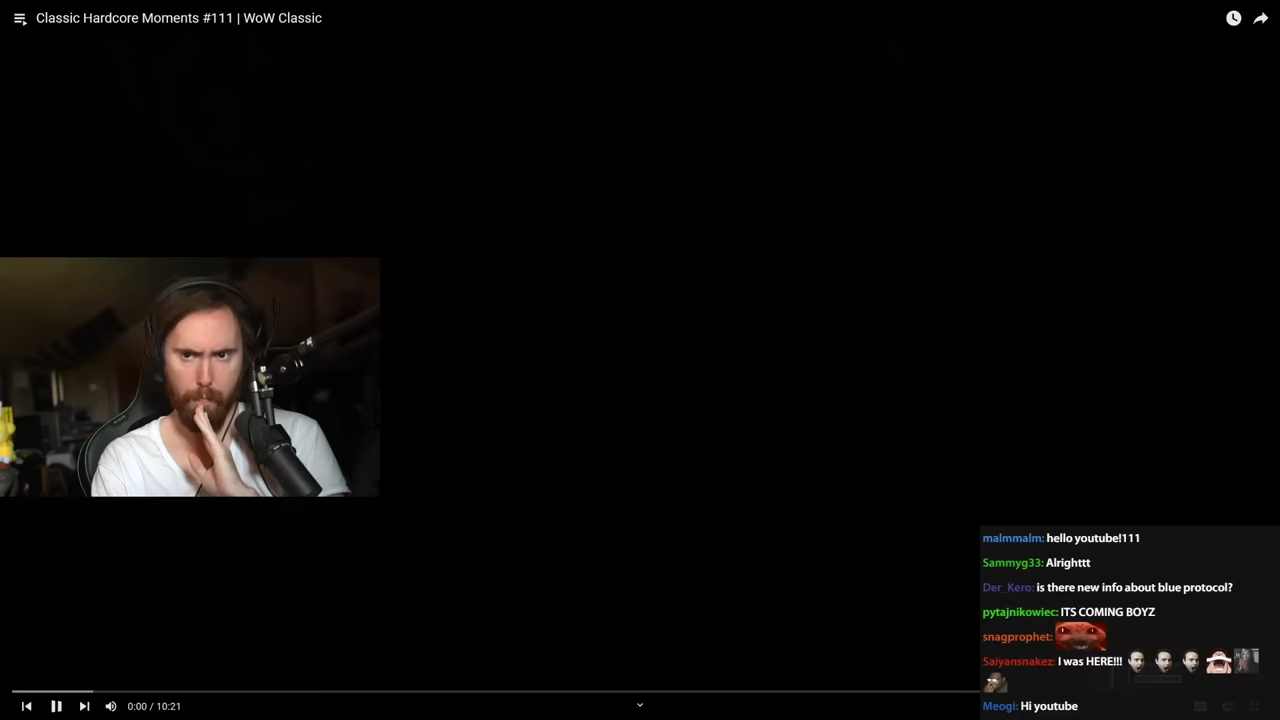 Classic Hardcore Moments #111 | WoW Classic
malmmalm: hello youtube!111
Sammyg33: Alrighttt
Der_Kero: is there new info about blue protocol?
pytajnikowiec: ITS COMING BOYZ
snagprophet:
Saiyansnakez: I was HERE!!!
Meogi: Hi youtube
0:00 / 10:21